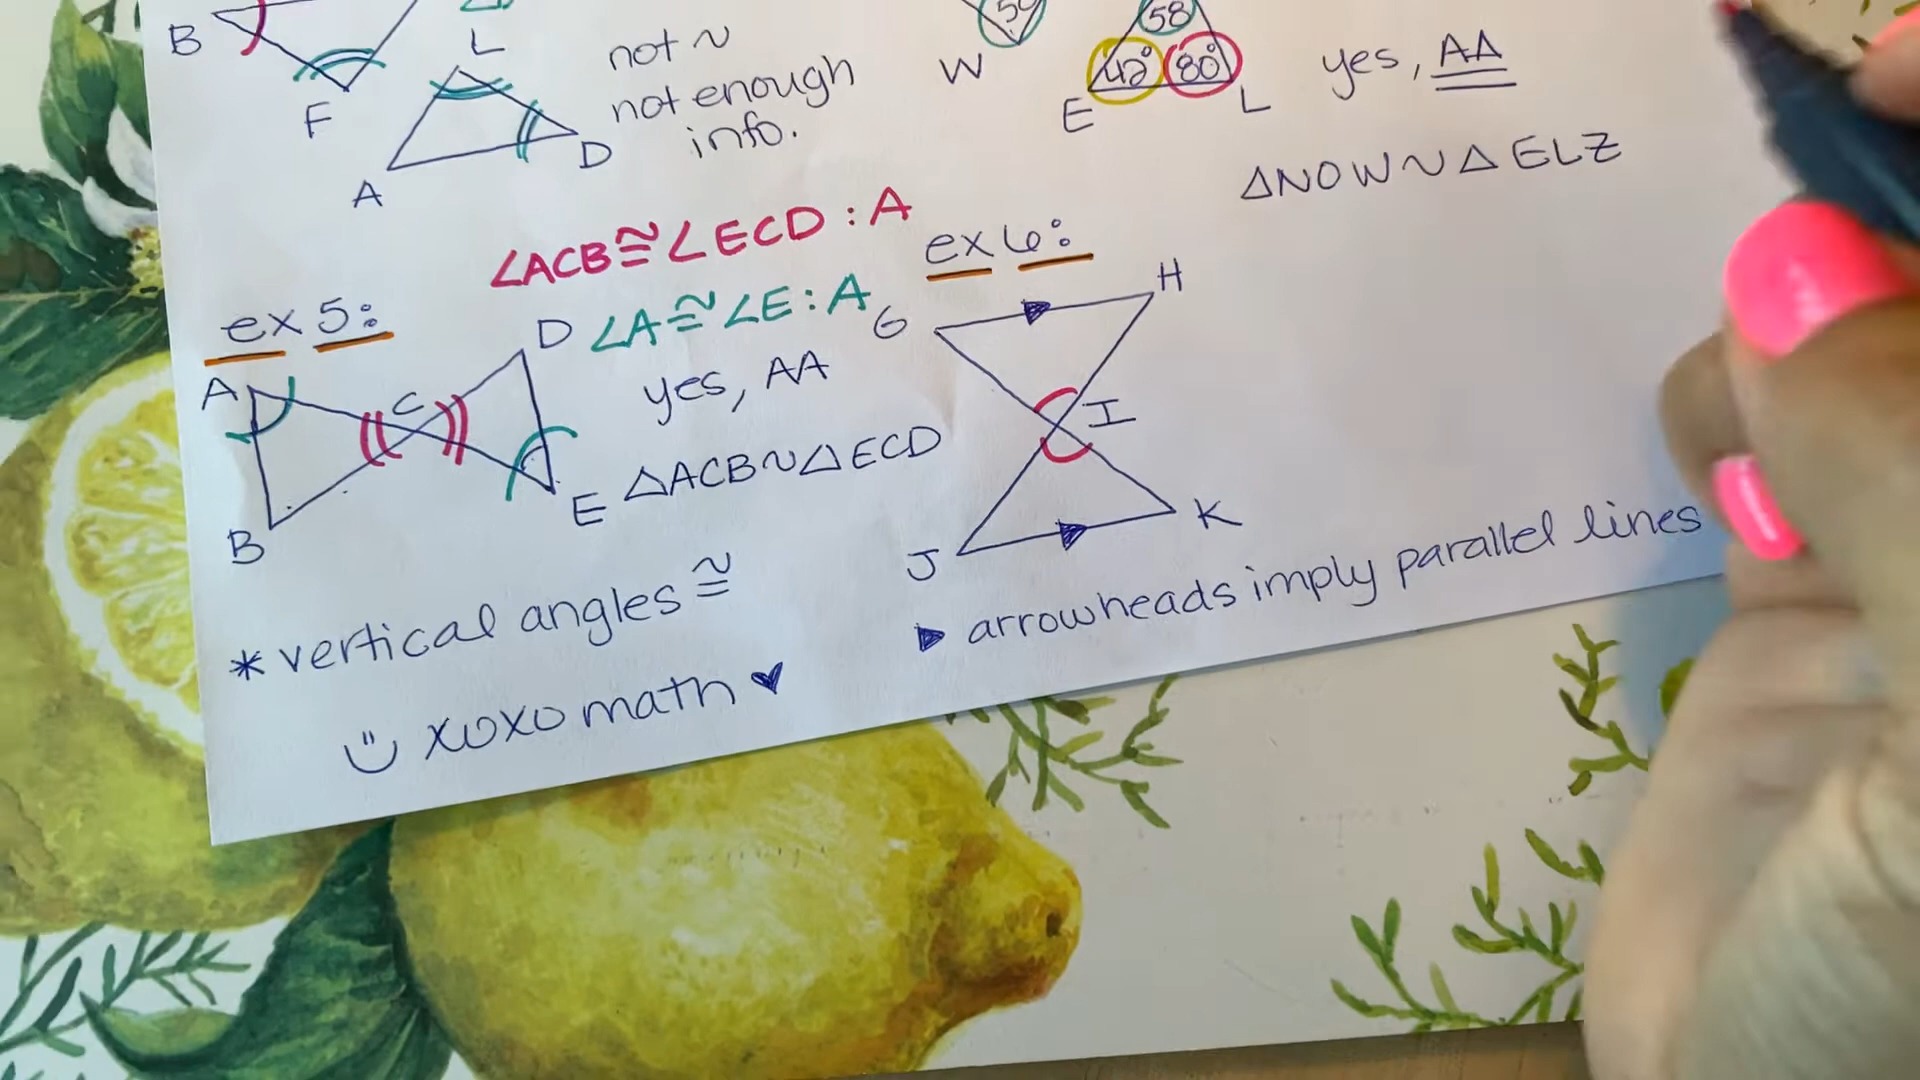 B
F
L
A
D
not ~
not enough
info.
W
58
42° 80°
E
L
yes, AA
△NOW ~ △ELZ
∠ACB ≅ ∠ECD : A
∠A ≅ ∠E : A
ex 5:
A
B
C
D
E
yes, AA
△ACB ~ △ECD
* vertical angles ≅
xoxo math ♥
ex 6:
G
H
I
J
K
▶ arrowheads imply parallel lines